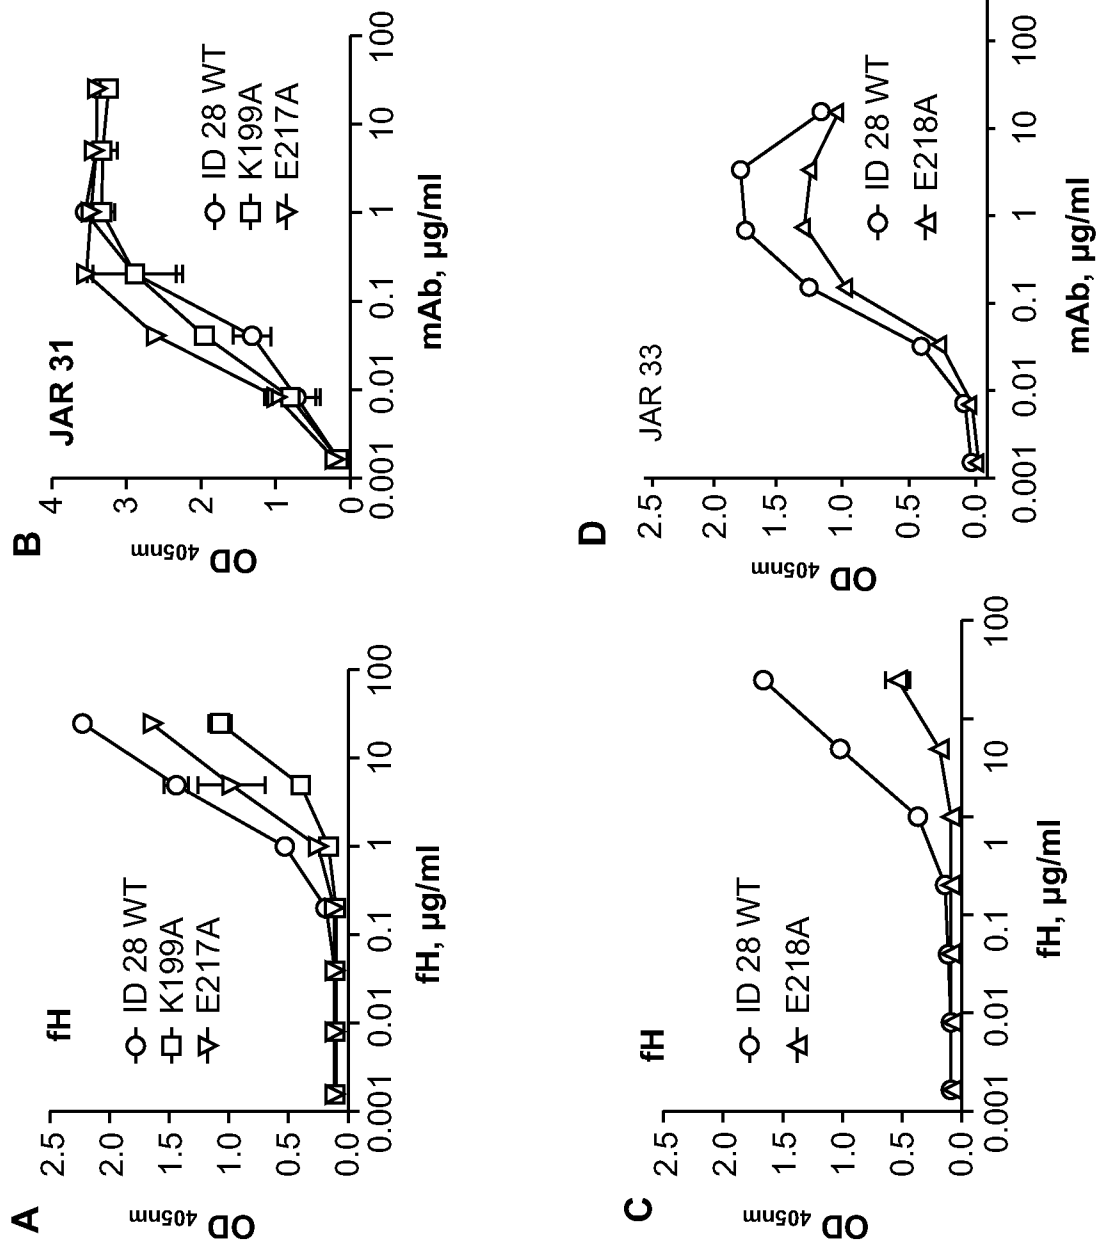 A
fH
OD 405nm
2.5
2.0
1.5
1.0
0.5
0.0
ID 28 WT
K199A
E217A
0.001 0.01 0.1 1 10 100
fH, µg/ml
B
JAR 31
OD 405nm
4
3
2
1
0
ID 28 WT
K199A
E217A
0.001 0.01 0.1 1 10 100
mAb, µg/ml
C
fH
OD 405nm
2.5
2.0
1.5
1.0
0.5
0.0
ID 28 WT
E218A
0.001 0.01 0.1 1 10 100
fH, µg/ml
D
JAR 33
OD 405nm
2.5
2.0
1.5
1.0
0.5
0.0
ID 28 WT
E218A
0.001 0.01 0.1 1 10 100
mAb, µg/ml